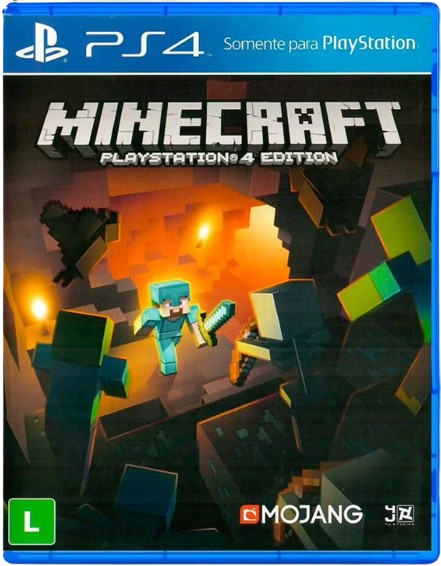 PS4 Somente para PlayStation
MINECRAFT
PLAYSTATION®4 EDITION
L
MOJANG